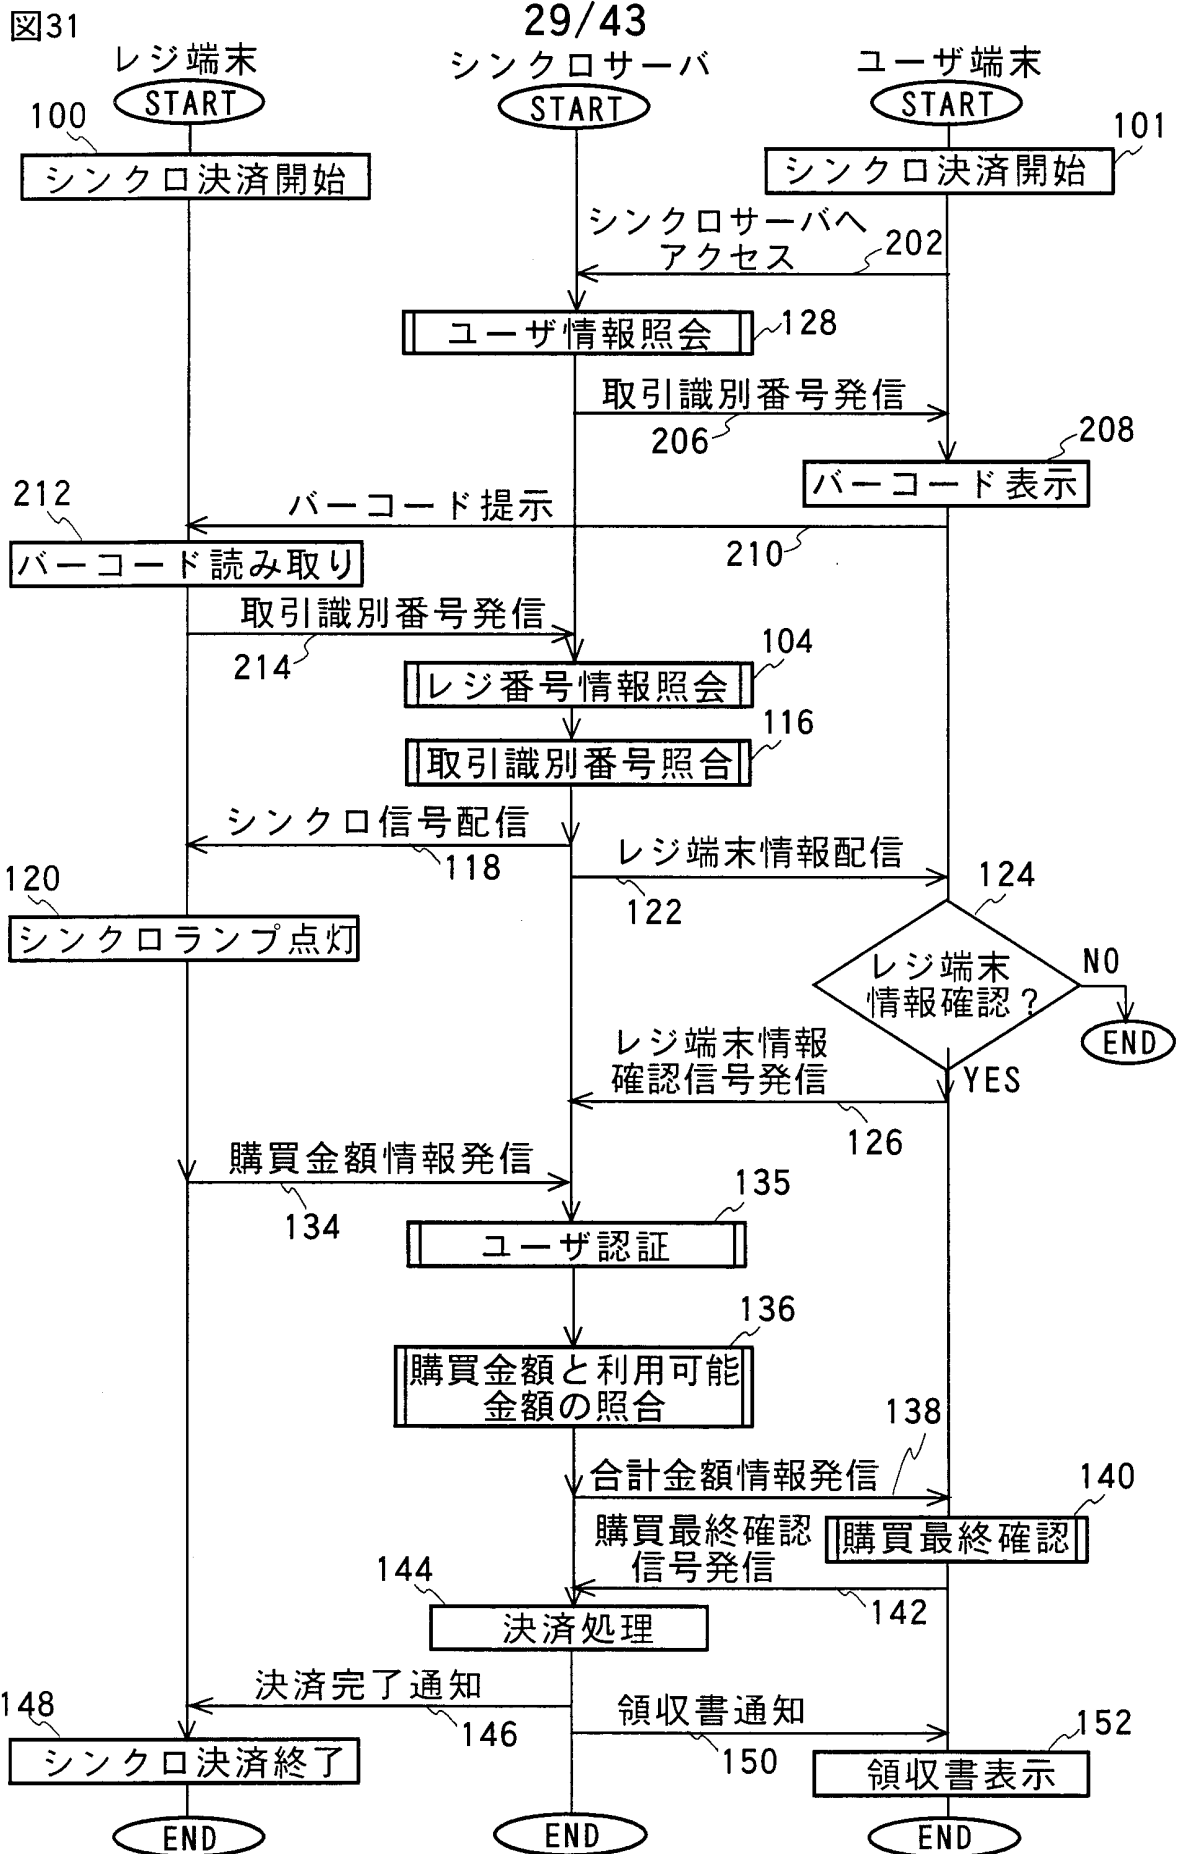 図31
29/43
レジ端末
シンクロサーバ
ユーザ端末
START
START
START
100
シンクロ決済開始
101
シンクロ決済開始
シンクロサーバへ
アクセス
202
ユーザ情報照会
128
取引識別番号発信
206
208
バーコード表示
212
バーコード提示
210
バーコード読み取り
取引識別番号発信
214
104
レジ番号情報照会
116
取引識別番号照合
シンクロ信号配信
118
レジ端末情報配信
122
120
シンクロランプ点灯
124
レジ端末
情報確認?
NO
END
YES
レジ端末情報
確認信号発信
126
購買金額情報発信
134
135
ユーザ認証
136
購買金額と利用可能
金額の照合
138
合計金額情報発信
140
購買最終確認
購買最終確認
信号発信
142
144
決済処理
決済完了通知
146
148
シンクロ決済終了
領収書通知
150
152
領収書表示
END
END
END